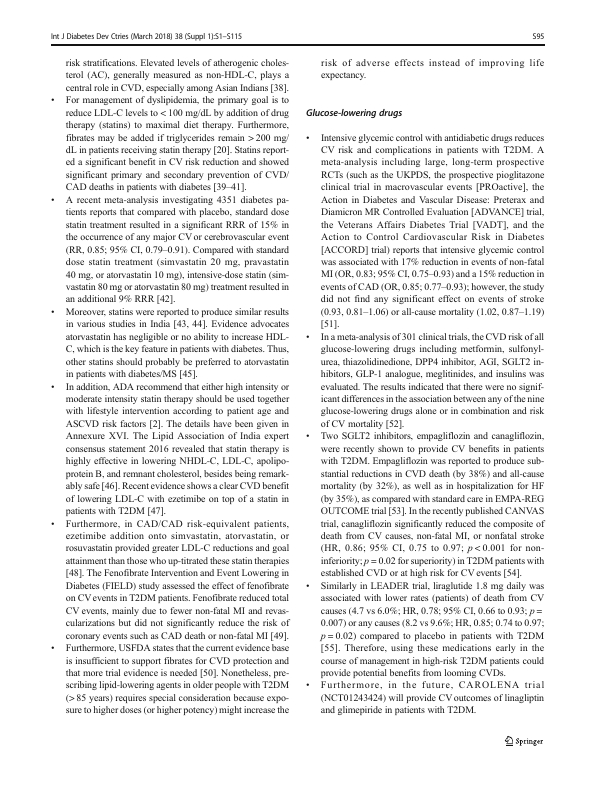 Int J Diabetes Dev Ctries (March 2018) 38 (Suppl 1):S1–S115
S95
risk stratifications. Elevated levels of atherogenic choles-
terol (AC), generally measured as non-HDL-C, plays a
central role in CVD, especially among Asian Indians [38].
• For management of dyslipidemia, the primary goal is to
reduce LDL-C levels to < 100 mg/dL by addition of drug
therapy (statins) to maximal diet therapy. Furthermore,
fibrates may be added if triglycerides remain > 200 mg/
dL in patients receiving statin therapy [20]. Statins report-
ed a significant benefit in CV risk reduction and showed
significant primary and secondary prevention of CVD/
CAD deaths in patients with diabetes [39–41].
• A recent meta-analysis investigating 4351 diabetes pa-
tients reports that compared with placebo, standard dose
statin treatment resulted in a significant RRR of 15% in
the occurrence of any major CV or cerebrovascular event
(RR, 0.85; 95% CI, 0.79–0.91). Compared with standard
dose statin treatment (simvastatin 20 mg, pravastatin
40 mg, or atorvastatin 10 mg), intensive-dose statin (sim-
vastatin 80 mg or atorvastatin 80 mg) treatment resulted in
an additional 9% RRR [42].
• Moreover, statins were reported to produce similar results
in various studies in India [43, 44]. Evidence advocates
atorvastatin has negligible or no ability to increase HDL-
C, which is the key feature in patients with diabetes. Thus,
other statins should probably be preferred to atorvastatin
in patients with diabetes/MS [45].
• In addition, ADA recommend that either high intensity or
moderate intensity statin therapy should be used together
with lifestyle intervention according to patient age and
ASCVD risk factors [2]. The details have been given in
Annexure XVI. The Lipid Association of India expert
consensus statement 2016 revealed that statin therapy is
highly effective in lowering NHDL-C, LDL-C, apolipo-
protein B, and remnant cholesterol, besides being remark-
ably safe [46]. Recent evidence shows a clear CVD benefit
of lowering LDL-C with ezetimibe on top of a statin in
patients with T2DM [47].
• Furthermore, in CAD/CAD risk-equivalent patients,
ezetimibe addition onto simvastatin, atorvastatin, or
rosuvastatin provided greater LDL-C reductions and goal
attainment than those who up-titrated these statin therapies
[48]. The Fenofibrate Intervention and Event Lowering in
Diabetes (FIELD) study assessed the effect of fenofibrate
on CV events in T2DM patients. Fenofibrate reduced total
CV events, mainly due to fewer non-fatal MI and revas-
cularizations but did not significantly reduce the risk of
coronary events such as CAD death or non-fatal MI [49].
• Furthermore, USFDA states that the current evidence base
is insufficient to support fibrates for CVD protection and
that more trial evidence is needed [50]. Nonetheless, pre-
scribing lipid-lowering agents in older people with T2DM
(> 85 years) requires special consideration because expo-
sure to higher doses (or higher potency) might increase the
risk of adverse effects instead of improving life
expectancy.
Glucose-lowering drugs
• Intensive glycemic control with antidiabetic drugs reduces
CV risk and complications in patients with T2DM. A
meta-analysis including large, long-term prospective
RCTs (such as the UKPDS, the prospective pioglitazone
clinical trial in macrovascular events [PROactive], the
Action in Diabetes and Vascular Disease: Preterax and
Diamicron MR Controlled Evaluation [ADVANCE] trial,
the Veterans Affairs Diabetes Trial [VADT], and the
Action to Control Cardiovascular Risk in Diabetes
[ACCORD] trial) reports that intensive glycemic control
was associated with 17% reduction in events of non-fatal
MI (OR, 0.83; 95% CI, 0.75–0.93) and a 15% reduction in
events of CAD (OR, 0.85; 0.77–0.93); however, the study
did not find any significant effect on events of stroke
(0.93, 0.81–1.06) or all-cause mortality (1.02, 0.87–1.19)
[51].
• In a meta-analysis of 301 clinical trials, the CVD risk of all
glucose-lowering drugs including metformin, sulfonyl-
urea, thiazolidinedione, DPP4 inhibitor, AGI, SGLT2 in-
hibitors, GLP-1 analogue, meglitinides, and insulins was
evaluated. The results indicated that there were no signif-
icant differences in the association between any of the nine
glucose-lowering drugs alone or in combination and risk
of CV mortality [52].
• Two SGLT2 inhibitors, empagliflozin and canagliflozin,
were recently shown to provide CV benefits in patients
with T2DM. Empagliflozin was reported to produce sub-
stantial reductions in CVD death (by 38%) and all-cause
mortality (by 32%), as well as in hospitalization for HF
(by 35%), as compared with standard care in EMPA-REG
OUTCOME trial [53]. In the recently published CANVAS
trial, canagliflozin significantly reduced the composite of
death from CV causes, non-fatal MI, or nonfatal stroke
(HR, 0.86; 95% CI, 0.75 to 0.97; p < 0.001 for non-
inferiority; p = 0.02 for superiority) in T2DM patients with
established CVD or at high risk for CV events [54].
• Similarly in LEADER trial, liraglutide 1.8 mg daily was
associated with lower rates (patients) of death from CV
causes (4.7 vs 6.0%; HR, 0.78; 95% CI, 0.66 to 0.93; p =
0.007) or any causes (8.2 vs 9.6%; HR, 0.85; 0.74 to 0.97;
p = 0.02) compared to placebo in patients with T2DM
[55]. Therefore, using these medications early in the
course of management in high-risk T2DM patients could
provide potential benefits from looming CVDs.
• Furthermore, in the future, CAROLENA trial
(NCT01243424) will provide CV outcomes of linagliptin
and glimepiride in patients with T2DM.
Springer